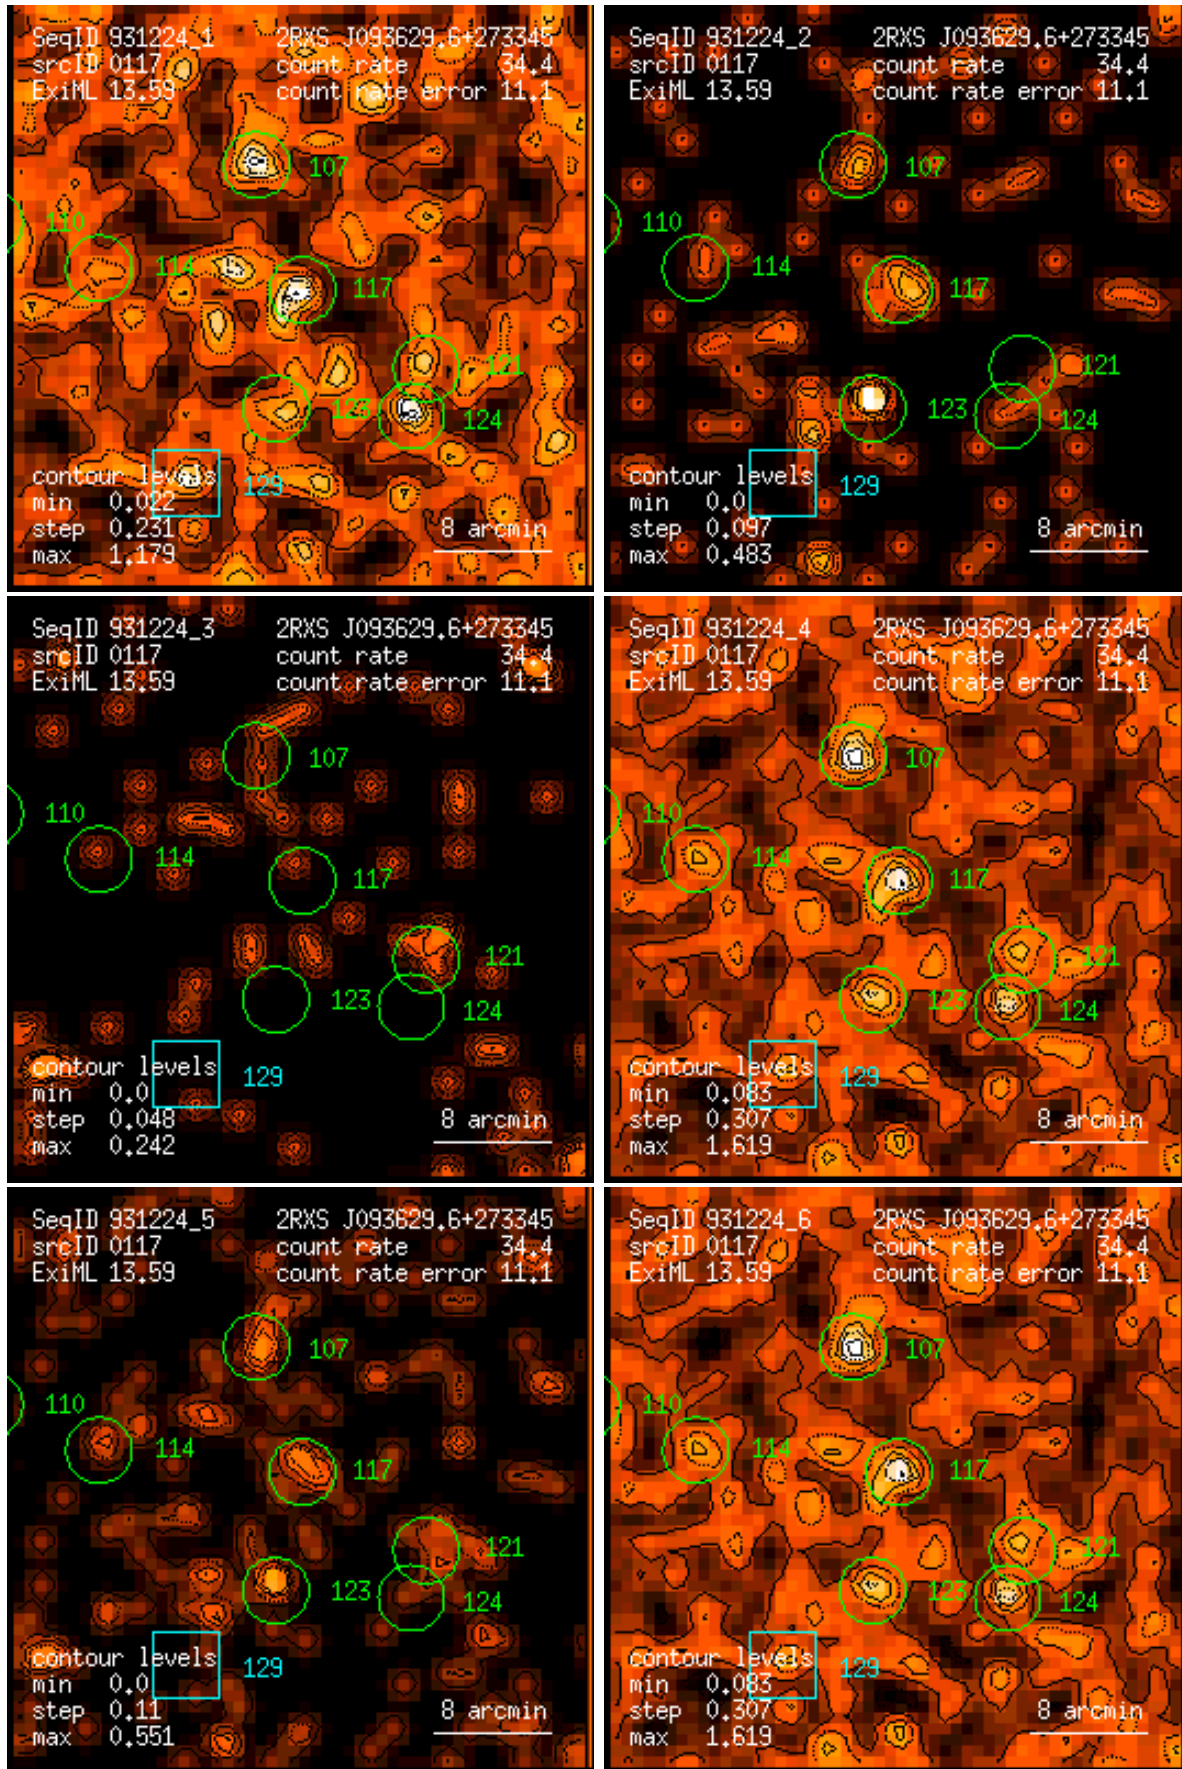 SeqID 931224_1 2RXS J093629.6+273345
srcID 0117 count rate 34.4
ExiML 13.59 count rate error 11.1
107
110
114
117
121
123
124
contour levels
129
min 0.022
step 0.231 8 arcmin
max 1.179
SeqID 931224_2 2RXS J093629.6+273345
srcID 0117 count rate 34.4
ExiML 13.59 count rate error 11.1
107
110
114
117
121
123
124
contour levels
129
min 0.0
step 0.097 8 arcmin
max 0.483
SeqID 931224_3 2RXS J093629.6+273345
srcID 0117 count rate 34.4
ExiML 13.59 count rate error 11.1
107
110
114
117
121
123
124
contour levels
129
min 0.0
step 0.048 8 arcmin
max 0.242
SeqID 931224_4 2RXS J093629.6+273345
srcID 0117 count rate 34.4
ExiML 13.59 count rate error 11.1
107
110
114
117
121
123
124
contour levels
129
min 0.083
step 0.307 8 arcmin
max 1.619
SeqID 931224_5 2RXS J093629.6+273345
srcID 0117 count rate 34.4
ExiML 13.59 count rate error 11.1
107
110
114
117
121
123
124
contour levels
129
min 0.0
step 0.11 8 arcmin
max 0.551
SeqID 931224_6 2RXS J093629.6+273345
srcID 0117 count rate 34.4
ExiML 13.59 count rate error 11.1
107
110
114
117
121
123
124
contour levels
129
min 0.083
step 0.307 8 arcmin
max 1.619